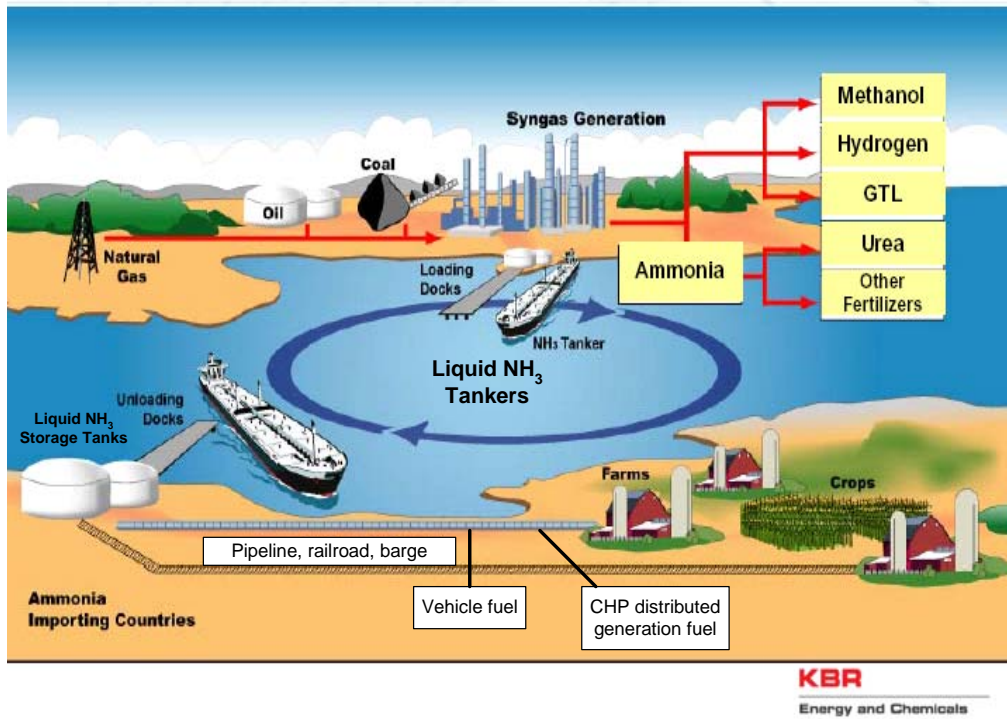 Methanol
Syngas Generation
Hydrogen
Coal
GTL
Oil
Urea
Natural
Gas
Loading
Docks
Ammonia
Other
Fertilizers
NH3 Tanker
Liquid NH3
Tankers
Unloading
Docks
Liquid NH3
Storage Tanks
Farms
Crops
Pipeline, railroad, barge
Vehicle fuel
CHP distributed
generation fuel
Ammonia
Importing Countries
KBR
Energy and Chemicals